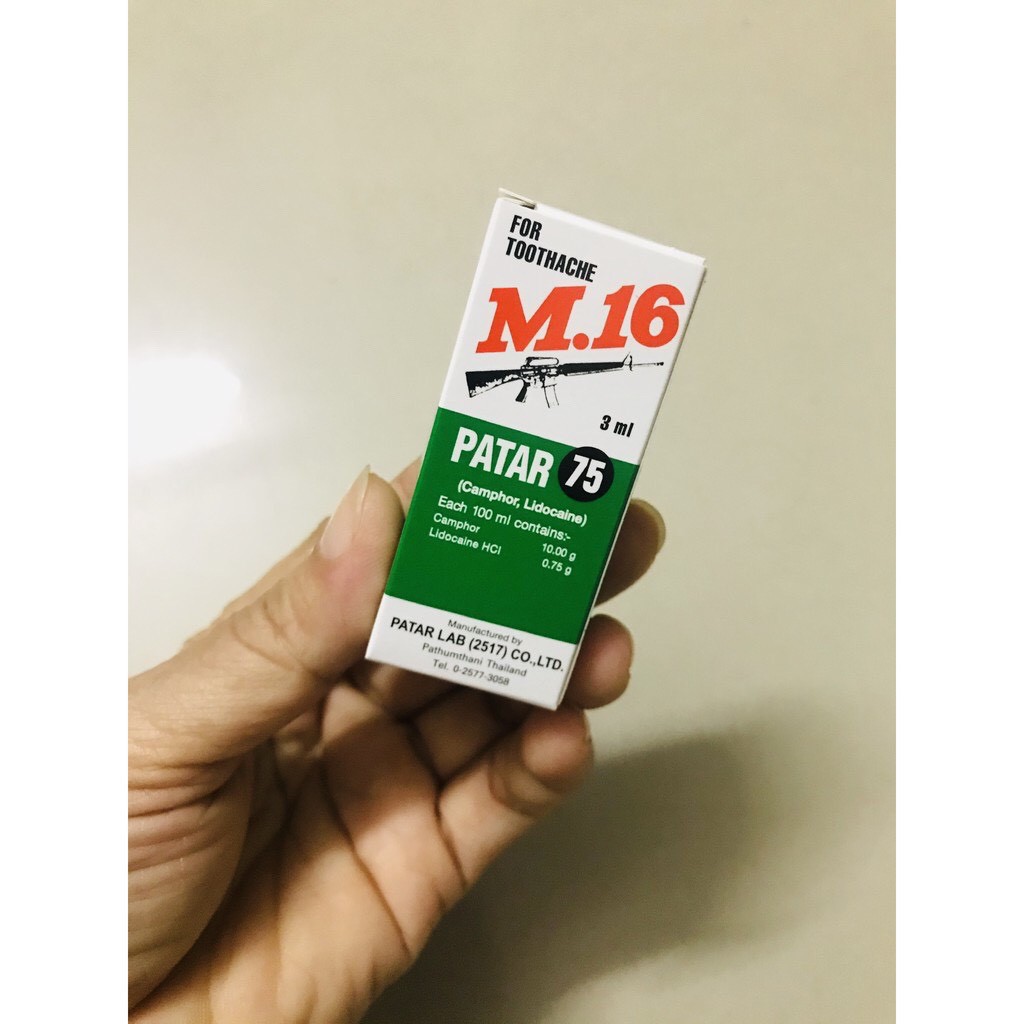 FOR
TOOTHACHE
M.16
3 ml
PATAR 75
(Camphor, Lidocaine)
Each 100 ml contains:-
Camphor 10.00 g
Lidocaine HCl 0.75 g
Manufactured by
PATAR LAB (2517) CO.,LTD.
Pathumthani Thailand
Tel. 0-2577-3058